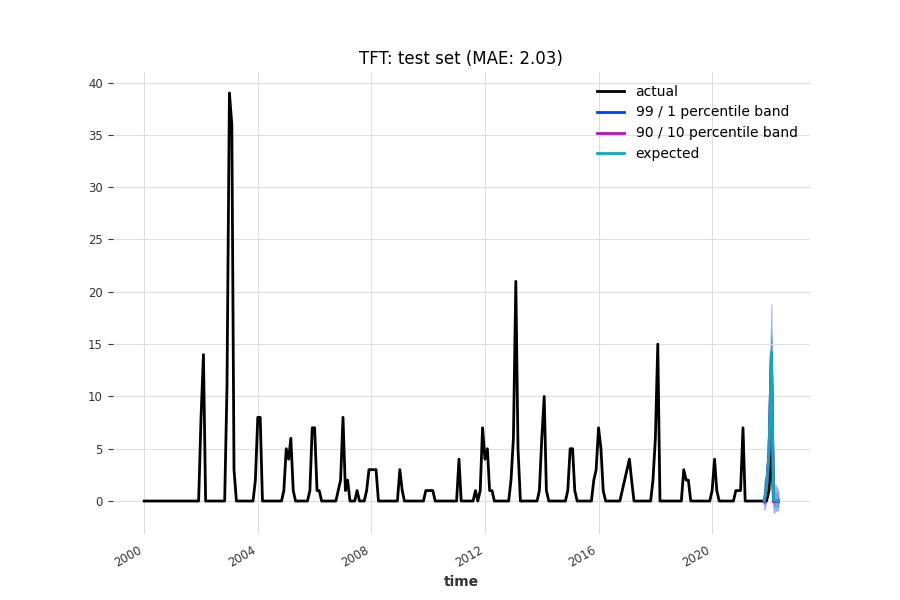 TFT: test set (MAE: 2.03)
actual
99 / 1 percentile band
90 / 10 percentile band
expected
40
35
30
25
20
15
10
5
0
2000
2004
2008
2012
2016
2020
time